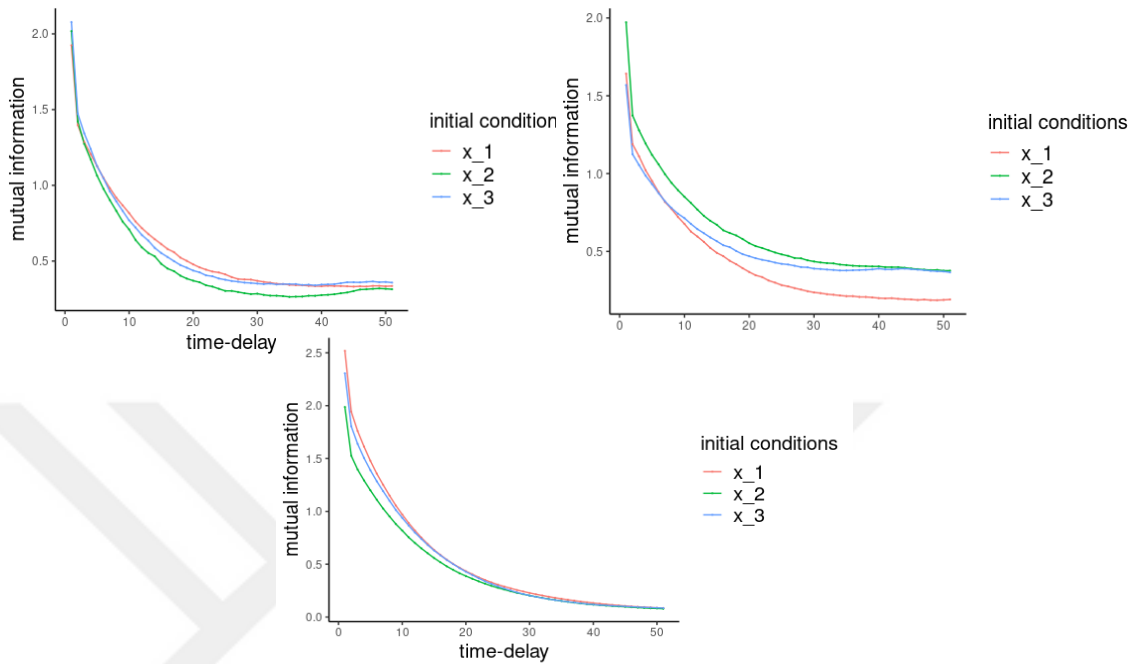 mutual information
2.0
1.5
1.0
0.5
0
10
20
30
40
50
time-delay
initial condition
x_1
x_2
x_3
mutual information
2.0
1.5
1.0
0.5
0
10
20
30
40
50
initial conditions
x_1
x_2
x_3
mutual information
2.5
2.0
1.5
1.0
0.5
0.0
0
10
20
30
40
50
time-delay
initial conditions
x_1
x_2
x_3